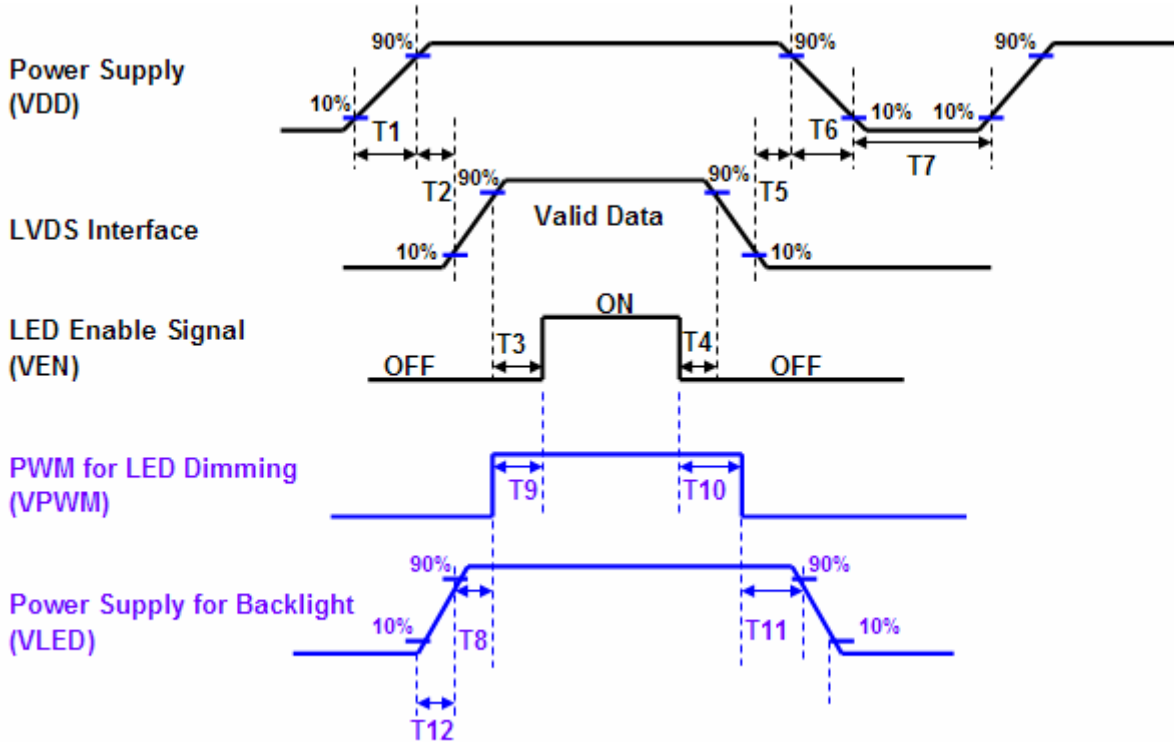 90% 90% 90%
Power Supply
(VDD)
10% 10% 10%
T1 T6 T7
T2 T5
90% 90%
LVDS Interface
Valid Data
10% 10%
LED Enable Signal
(VEN)
ON
T3 T4
OFF OFF
PWM for LED Dimming
(VPWM)
T9 T10
90% 90%
Power Supply for Backlight
(VLED)
10% 10%
T8 T11
T12